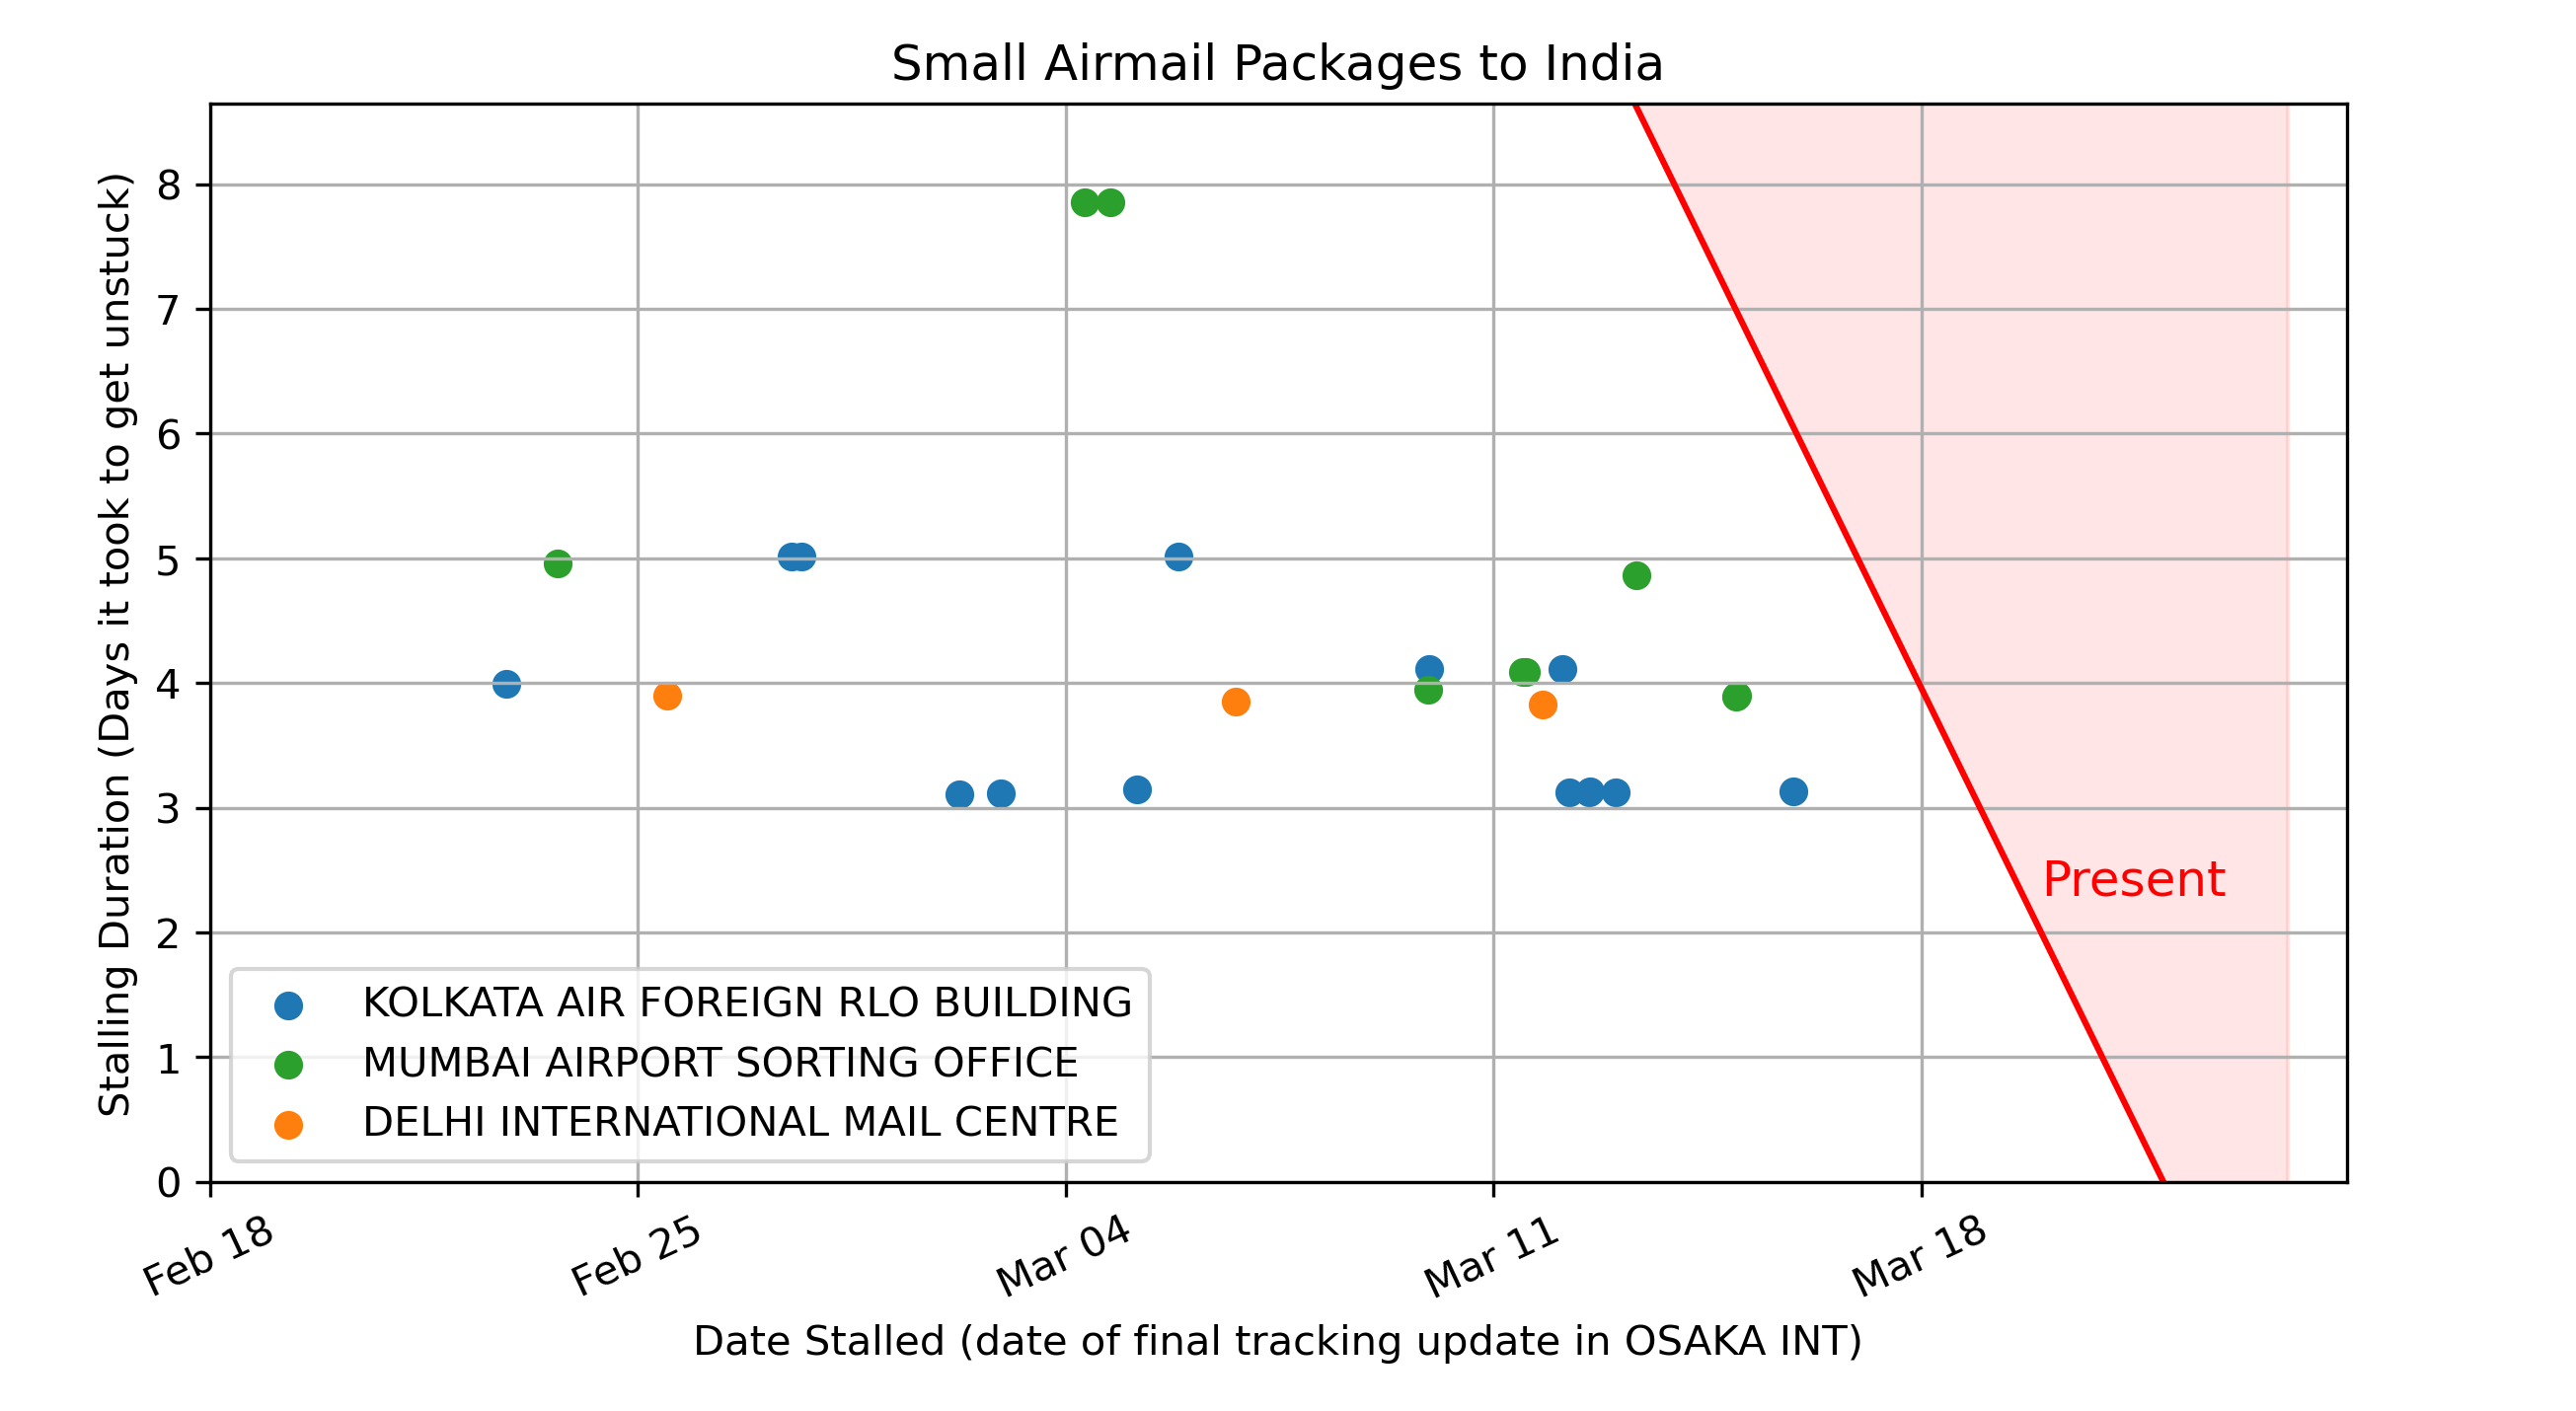 Small Airmail Packages to India
Stalling Duration (Days it took to get unstuck)
8
7
6
5
4
3
2
1
0
Present
KOLKATA AIR FOREIGN RLO BUILDING
MUMBAI AIRPORT SORTING OFFICE
DELHI INTERNATIONAL MAIL CENTRE
Feb 18
Feb 25
Mar 04
Mar 11
Mar 18
Date Stalled (date of final tracking update in OSAKA INT)